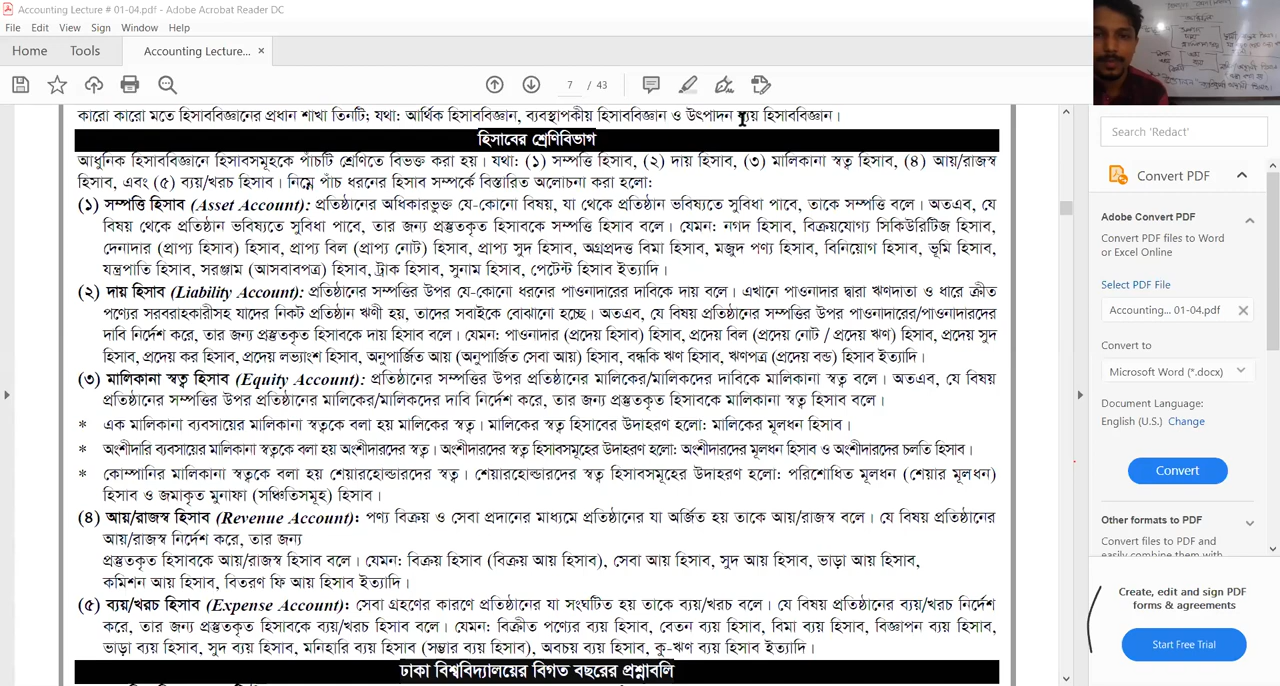 Accounting Lecture # 01-04.pdf - Adobe Acrobat Reader DC
File Edit View Sign Window Help
Home Tools Accounting Lecture... ×
7 / 43
কারো কারো মতে হিসাববিজ্ঞানের প্রধান শাখা তিনটি; যথা: আর্থিক হিসাববিজ্ঞান, ব্যবস্থাপকীয় হিসাববিজ্ঞান ও উৎপাদন ব্যয় হিসাববিজ্ঞান।
হিসাবের শ্রেণিবিভাগ
আধুনিক হিসাববিজ্ঞানে হিসাবসমূহকে পাঁচটি শ্রেণিতে বিভক্ত করা হয়। যথা: (১) সম্পত্তি হিসাব, (২) দায় হিসাব, (৩) মালিকানা স্বত্ব হিসাব, (৪) আয়/রাজস্ব
হিসাব, এবং (৫) ব্যয়/খরচ হিসাব। নিম্নে পাঁচ ধরনের হিসাব সম্পর্কে বিস্তারিত আলোচনা করা হলো:
(১) সম্পত্তি হিসাব (Asset Account): প্রতিষ্ঠানের অধিকারভুক্ত যে-কোনো বিষয়, যা থেকে প্রতিষ্ঠান ভবিষ্যতে সুবিধা পাবে, তাকে সম্পত্তি বলে। অতএব, যে
বিষয় থেকে প্রতিষ্ঠান ভবিষ্যতে সুবিধা পাবে, তার জন্য প্রস্তুতকৃত হিসাবকে সম্পত্তি হিসাব বলে। যেমন: নগদ হিসাব, বিক্রয়যোগ্য সিকিউরিটিজ হিসাব,
দেনাদার (প্রাপ্য হিসাব) হিসাব, প্রাপ্য বিল (প্রাপ্য নোট) হিসাব, প্রাপ্য সুদ হিসাব, অগ্রপ্রদত্ত বিমা হিসাব, মজুদ পণ্য হিসাব, বিনিয়োগ হিসাব, ভূমি হিসাব,
যন্ত্রপাতি হিসাব, সরঞ্জাম (আসবাবপত্র) হিসাব, ট্রাক হিসাব, সুনাম হিসাব, পেটেন্ট হিসাব ইত্যাদি।
(২) দায় হিসাব (Liability Account): প্রতিষ্ঠানের সম্পত্তির উপর যে-কোনো ধরনের পাওনাদারের দাবিকে দায় বলে। এখানে পাওনাদার দ্বারা ঋণদাতা ও ধারে ক্রীত
পণ্যের সরবরাহকারীসহ যাদের নিকট প্রতিষ্ঠান ঋণী হয়, তাদের সবাইকে বোঝানো হচ্ছে। অতএব, যে বিষয় প্রতিষ্ঠানের সম্পত্তির উপর পাওনাদারের/পাওনাদারদের
দাবি নির্দেশ করে, তার জন্য প্রস্তুতকৃত হিসাবকে দায় হিসাব বলে। যেমন: পাওনাদার (প্রদেয় হিসাব) হিসাব, প্রদেয় বিল (প্রদেয় নোট / প্রদেয় ঋণ) হিসাব, প্রদেয় সুদ
হিসাব, প্রদেয় কর হিসাব, প্রদেয় লভ্যাংশ হিসাব, অনুপার্জিত আয় (অনুপার্জিত সেবা আয়) হিসাব, বন্ধকি ঋণ হিসাব, ঋণপত্র (প্রদেয় বন্ড) হিসাব ইত্যাদি।
(৩) মালিকানা স্বত্ব হিসাব (Equity Account): প্রতিষ্ঠানের সম্পত্তির উপর প্রতিষ্ঠানের মালিকের/মালিকদের দাবিকে মালিকানা স্বত্ব বলে। অতএব, যে বিষয়
প্রতিষ্ঠানের সম্পত্তির উপর প্রতিষ্ঠানের মালিকের/মালিকদের দাবি নির্দেশ করে, তার জন্য প্রস্তুতকৃত হিসাবকে মালিকানা স্বত্ব হিসাব বলে।
* এক মালিকানা ব্যবসায়ের মালিকানা স্বত্বকে বলা হয় মালিকের স্বত্ব। মালিকের স্বত্ব হিসাবের উদাহরণ হলো: মালিকের মূলধন হিসাব।
* অংশীদারি ব্যবসায়ের মালিকানা স্বত্বকে বলা হয় অংশীদারদের স্বত্ব। অংশীদারদের স্বত্ব হিসাবসমূহের উদাহরণ হলো: অংশীদারদের মূলধন হিসাব ও অংশীদারদের চলতি হিসাব।
* কোম্পানির মালিকানা স্বত্বকে বলা হয় শেয়ারহোল্ডারদের স্বত্ব। শেয়ারহোল্ডারদের স্বত্ব হিসাবসমূহের উদাহরণ হলো: পরিশোধিত মূলধন (শেয়ার মূলধন)
হিসাব ও জমাকৃত মুনাফা (সঞ্চিতিসমূহ) হিসাব।
(৪) আয়/রাজস্ব হিসাব (Revenue Account): পণ্য বিক্রয় ও সেবা প্রদানের মাধ্যমে প্রতিষ্ঠানের যা অর্জিত হয় তাকে আয়/রাজস্ব বলে। যে বিষয় প্রতিষ্ঠানের
আয়/রাজস্ব নির্দেশ করে, তার জন্য
প্রস্তুতকৃত হিসাবকে আয়/রাজস্ব হিসাব বলে। যেমন: বিক্রয় হিসাব (বিক্রয় আয় হিসাব), সেবা আয় হিসাব, সুদ আয় হিসাব, ভাড়া আয় হিসাব,
কমিশন আয় হিসাব, বিতরণ ফি আয় হিসাব ইত্যাদি।
(৫) ব্যয়/খরচ হিসাব (Expense Account): সেবা গ্রহণের কারণে প্রতিষ্ঠানের যা সংঘটিত হয় তাকে ব্যয়/খরচ বলে। যে বিষয় প্রতিষ্ঠানের ব্যয়/খরচ নির্দেশ
করে, তার জন্য প্রস্তুতকৃত হিসাবকে ব্যয়/খরচ হিসাব বলে। যেমন: বিক্রীত পণ্যের ব্যয় হিসাব, বেতন ব্যয় হিসাব, বিমা ব্যয় হিসাব, বিজ্ঞাপন ব্যয় হিসাব,
ভাড়া ব্যয় হিসাব, সুদ ব্যয় হিসাব, মনিহারি ব্যয় হিসাব (সম্ভার ব্যয় হিসাব), অবচয় ব্যয় হিসাব, কু-ঋণ ব্যয় হিসাব ইত্যাদি।
ঢাকা বিশ্ববিদ্যালয়ের বিগত বছরের প্রশ্নাবলি
Search 'Redact'
Convert PDF
Adobe Convert PDF
Convert PDF files to Word
or Excel Online
Select PDF File
Accounting... 01-04.pdf
Convert to
Microsoft Word (*.docx)
Document Language:
English (U.S.) Change
Convert
Other formats to PDF
Convert files to PDF and
easily combine them with
Create, edit and sign PDF
forms & agreements
Start Free Trial